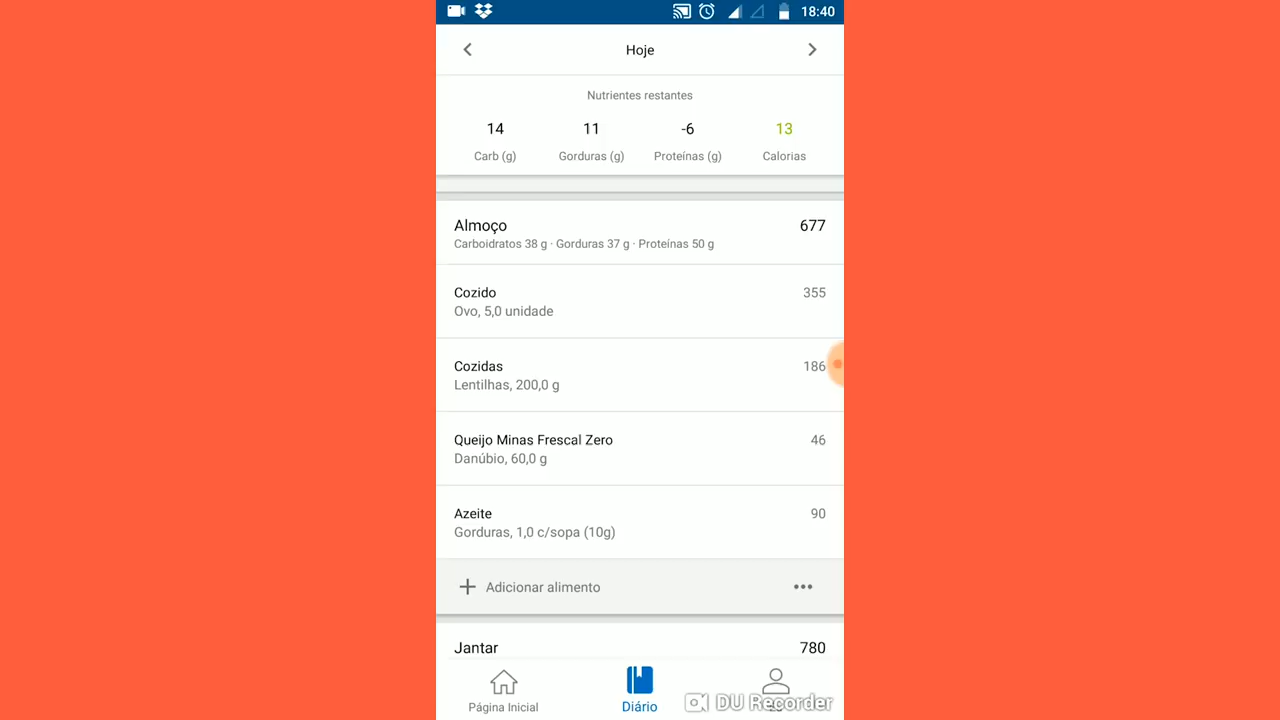 18:40
Hoje
Nutrientes restantes
14 11 -6 13
Carb (g) Gorduras (g) Proteínas (g) Calorias
Almoço 677
Carboidratos 38 g · Gorduras 37 g · Proteínas 50 g
Cozido 355
Ovo, 5,0 unidade
Cozidas 186
Lentilhas, 200,0 g
Queijo Minas Frescal Zero 46
Danúbio, 60,0 g
Azeite 90
Gorduras, 1,0 c/sopa (10g)
Adicionar alimento
Jantar 780
Página Inicial Diário
DU Recorder